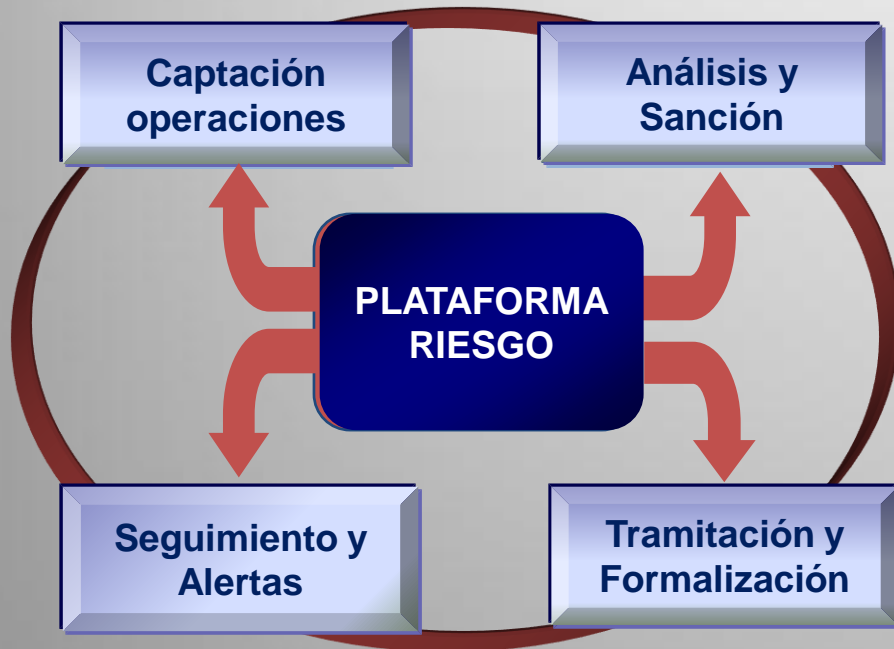 Captación
operaciones
Análisis y
Sanción
PLATAFORMA
RIESGO
Seguimiento y
Alertas
Tramitación y
Formalización